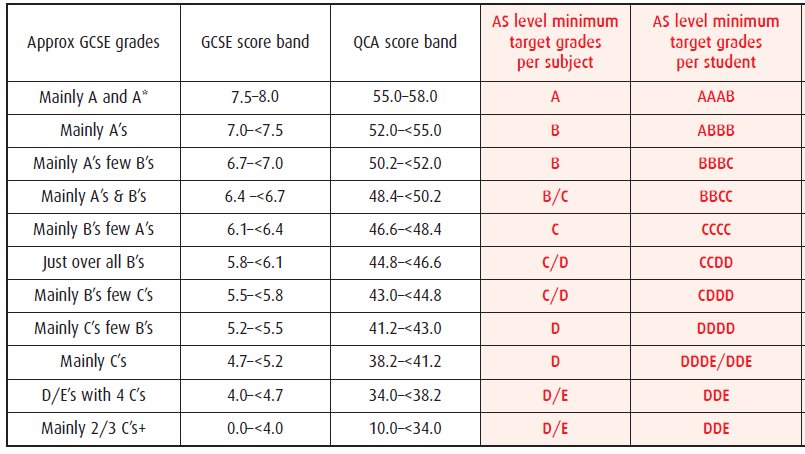 Approx GCSE grades GCSE score band QCA score band AS level minimum target grades per subject AS level minimum target grades per student
Mainly A and A* 7.5–8.0 55.0–58.0 A AAAB
Mainly A's 7.0–<7.5 52.0–<55.0 B ABBB
Mainly A's few B's 6.7–<7.0 50.2–<52.0 B BBBC
Mainly A's & B's 6.4 –<6.7 48.4–<50.2 B/C BBCC
Mainly B's few A's 6.1–<6.4 46.6–<48.4 C CCCC
Just over all B's 5.8–<6.1 44.8–<46.6 C/D CCDD
Mainly B's few C's 5.5–<5.8 43.0–<44.8 C/D CDDD
Mainly C's few B's 5.2–<5.5 41.2–<43.0 D DDDD
Mainly C's 4.7–<5.2 38.2–<41.2 D DDDE/DDE
D/E's with 4 C's 4.0–<4.7 34.0–<38.2 D/E DDE
Mainly 2/3 C's+ 0.0–<4.0 10.0–<34.0 D/E DDE